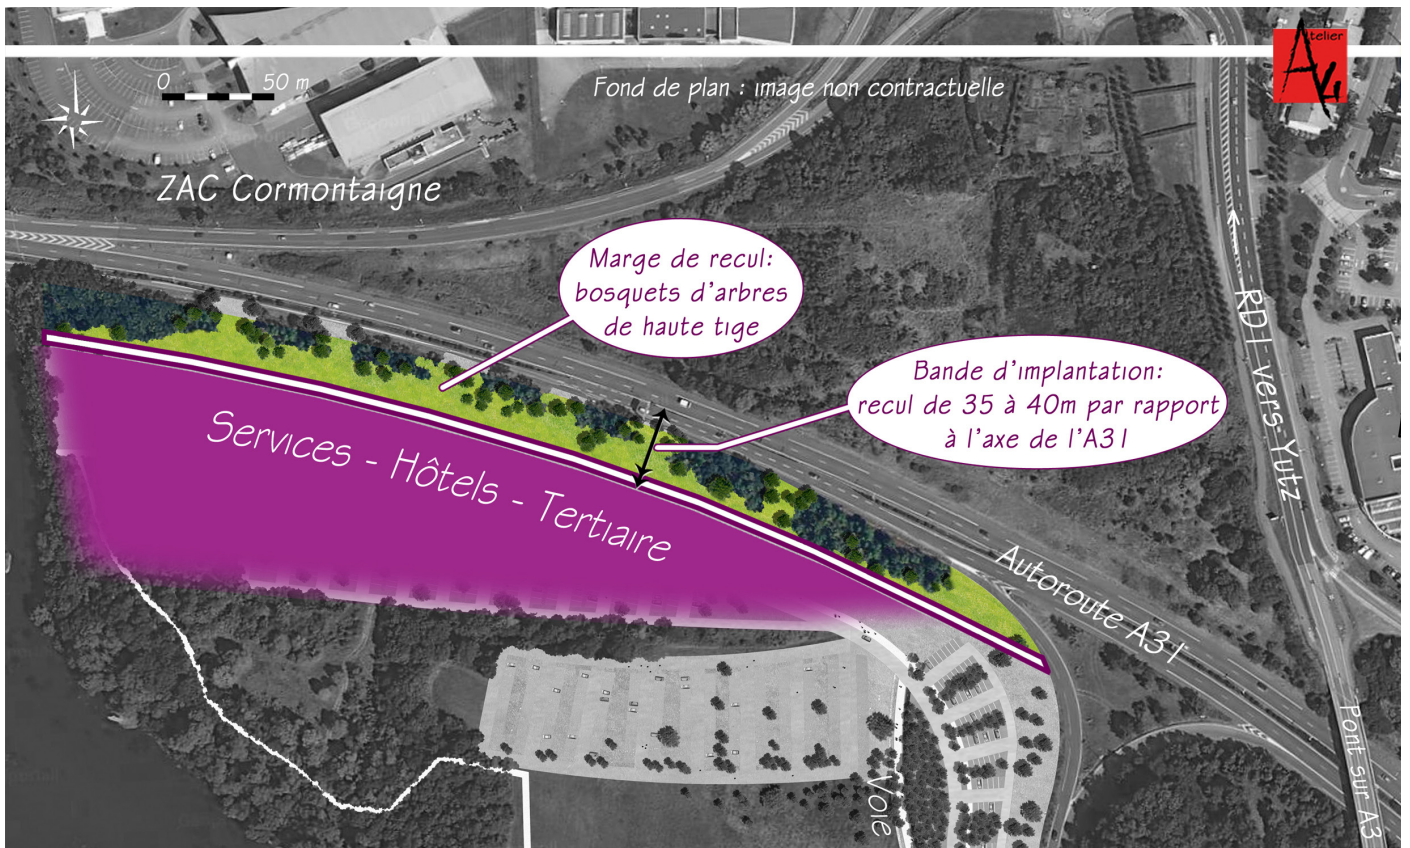 0 50 m
Fond de plan : image non contractuelle
Atelier
A4
ZAC Cormontaigne
Marge de recul:
bosquets d'arbres
de haute tige
Bande d'implantation:
recul de 35 à 40m par rapport
à l'axe de l'A31
RD1 vers Yutz
Services - Hôtels - Tertiaire
Autoroute A31
Voie
Pont sur A3